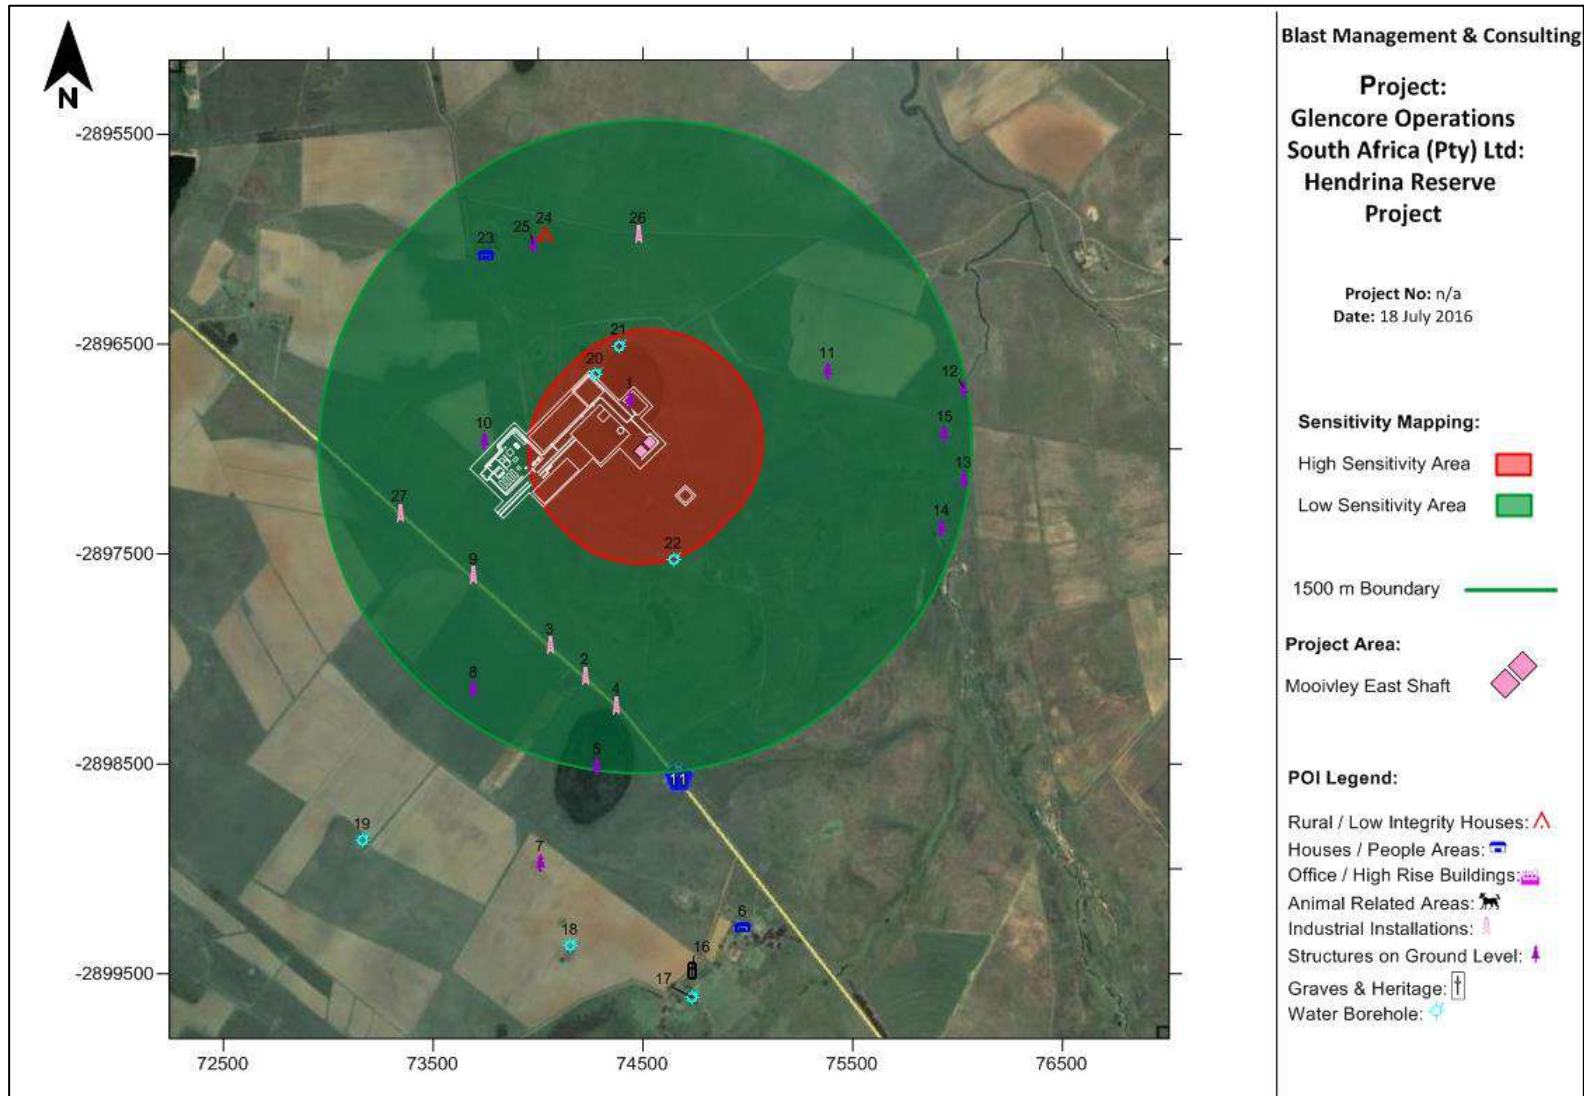 N
-2895500
-2896500
-2897500
-2898500
-2899500
72500 73500 74500 75500 76500
24
25
26
23
21
20
1
11
12
10
15
13
27
14
22
9
3
2
8
4
5
11
19
7
6
18
16
17
Blast Management & Consulting
Project:
Glencore Operations
South Africa (Pty) Ltd:
Hendrina Reserve
Project
Project No: n/a
Date: 18 July 2016
Sensitivity Mapping:
High Sensitivity Area
Low Sensitivity Area
1500 m Boundary
Project Area:
Mooivley East Shaft
POI Legend:
Rural / Low Integrity Houses:
Houses / People Areas:
Office / High Rise Buildings:
Animal Related Areas:
Industrial Installations:
Structures on Ground Level:
Graves & Heritage:
Water Borehole: